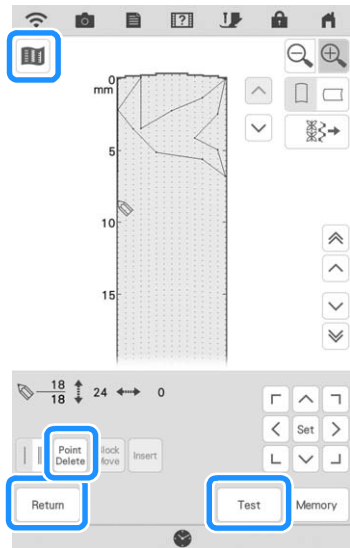 ?
0
mm
5
10
15
18
18 24 0
Point
Delete
Block
Move
Insert
Set
Return
Test
Memory